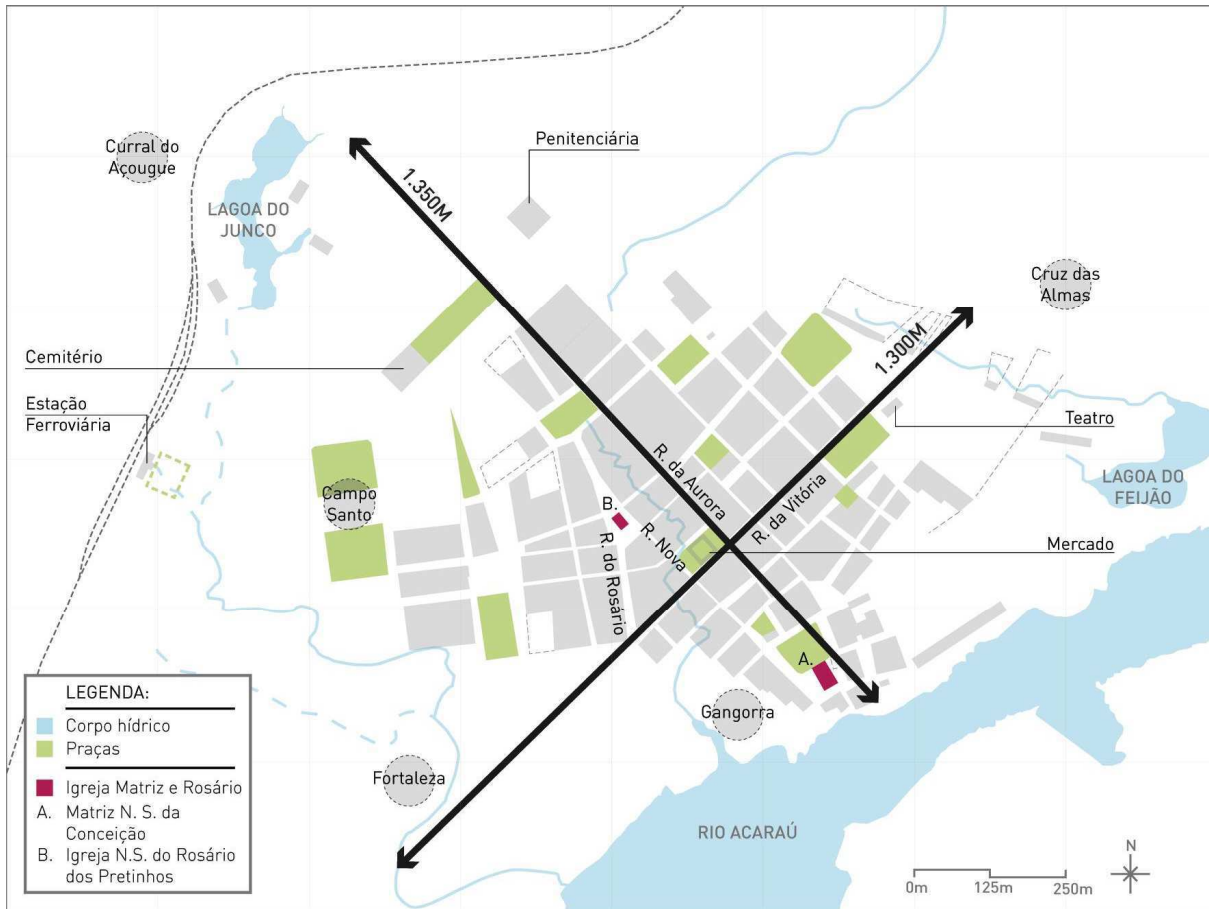 Penitenciária
Curral do
Açougue
1.350M
LAGOA DO
JUNCO
Cruz das
Almas
1.300M
Cemitério
Estação
Ferroviária
Teatro
R. da Aurora
LAGOA DO
FEIJÃO
Campo
Santo
R. da Vitória
B.
R. Nova
Mercado
R. do Rosário
A.
Gangorra
Fortaleza
RIO ACARAÚ
LEGENDA:
Corpo hídrico
Praças
Igreja Matriz e Rosário
A. Matriz N. S. da
Conceição
B. Igreja N.S. do Rosário
dos Pretinhos
N
0m 125m 250m